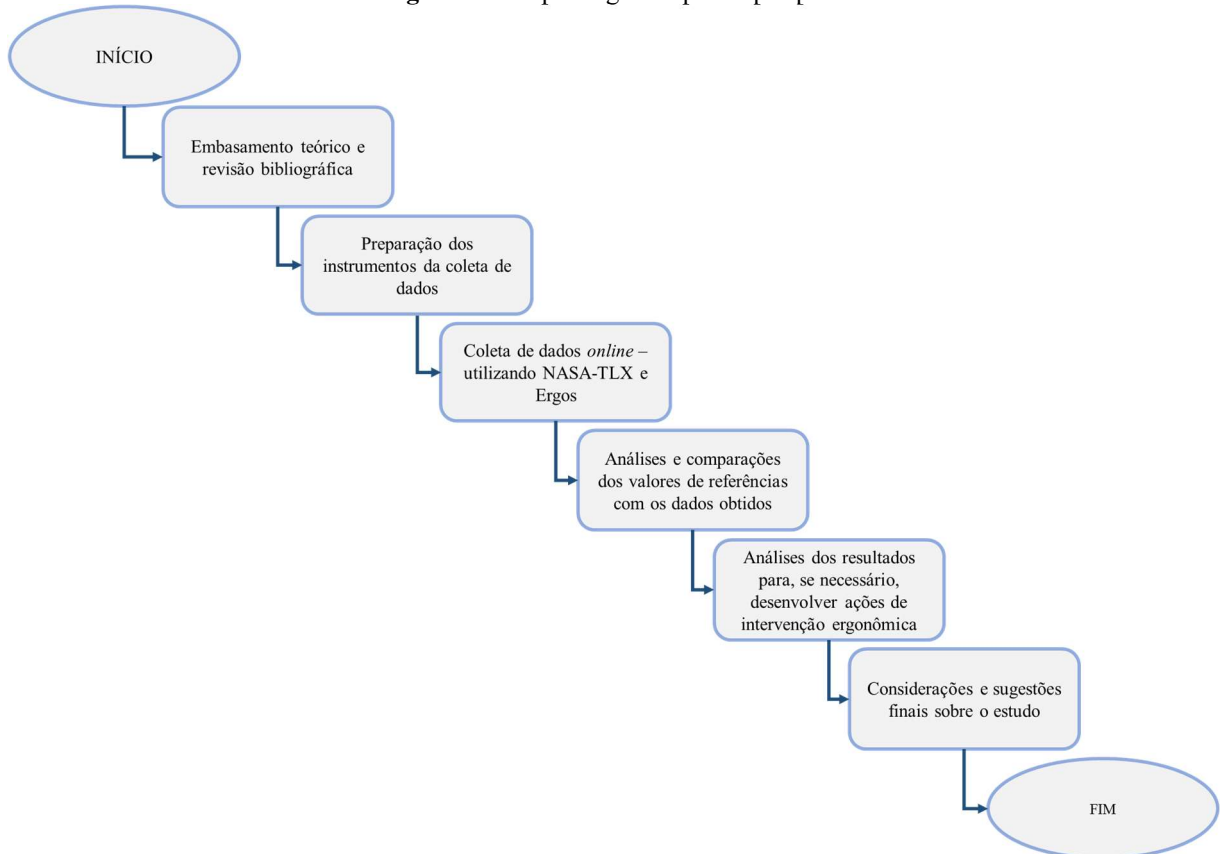 INÍCIO
Embasamento teórico e
revisão bibliográfica
Preparação dos
instrumentos da coleta de
dados
Coleta de dados online –
utilizando NASA-TLX e
Ergos
Análises e comparações
dos valores de referências
com os dados obtidos
Análises dos resultados
para, se necessário,
desenvolver ações de
intervenção ergonômica
Considerações e sugestões
finais sobre o estudo
FIM